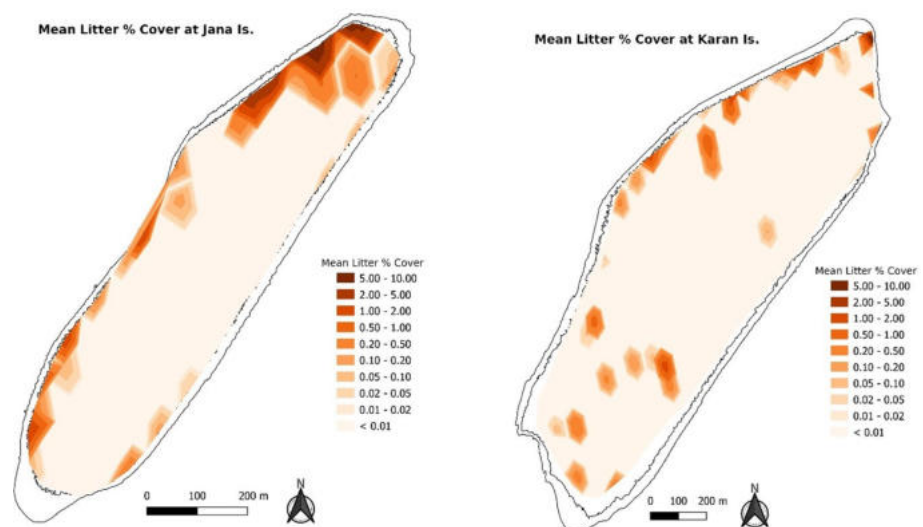 Mean Litter % Cover at Jana Is.
Mean Litter % Cover
5.00 - 10.00
2.00 - 5.00
1.00 - 2.00
0.50 - 1.00
0.20 - 0.50
0.10 - 0.20
0.05 - 0.10
0.02 - 0.05
0.01 - 0.02
< 0.01
0 100 200 m
N
Mean Litter % Cover at Karan Is.
Mean Litter % Cover
5.00 - 10.00
2.00 - 5.00
1.00 - 2.00
0.50 - 1.00
0.20 - 0.50
0.10 - 0.20
0.05 - 0.10
0.02 - 0.05
0.01 - 0.02
< 0.01
0 100 200 m
N